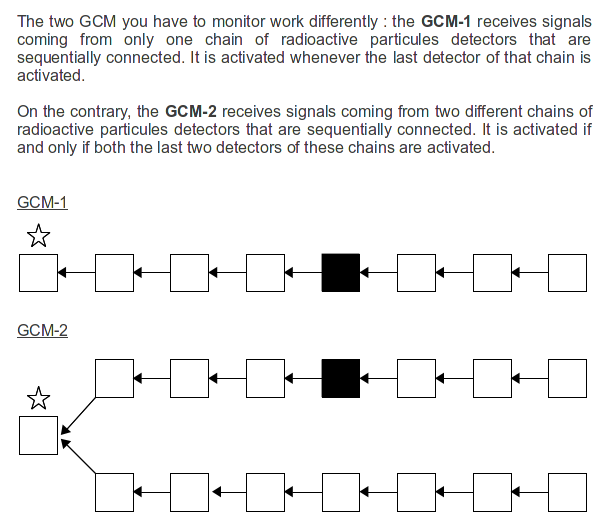 The two GCM you have to monitor work differently : the GCM-1 receives signals
coming from only one chain of radioactive particules detectors that are
sequentially connected. It is activated whenever the last detector of that chain is
activated.
On the contrary, the GCM-2 receives signals coming from two different chains of
radioactive particules detectors that are sequentially connected. It is activated if
and only if both the last two detectors of these chains are activated.
GCM-1
GCM-2